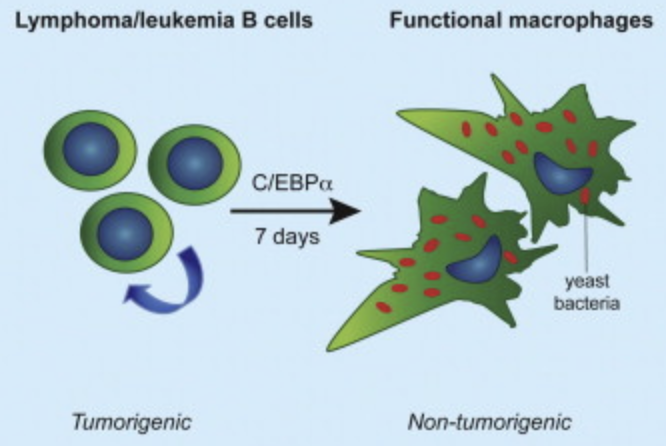 Lymphoma/leukemia B cells
Functional macrophages
C/EBPα
7 days
yeast
bacteria
Tumorigenic
Non-tumorigenic